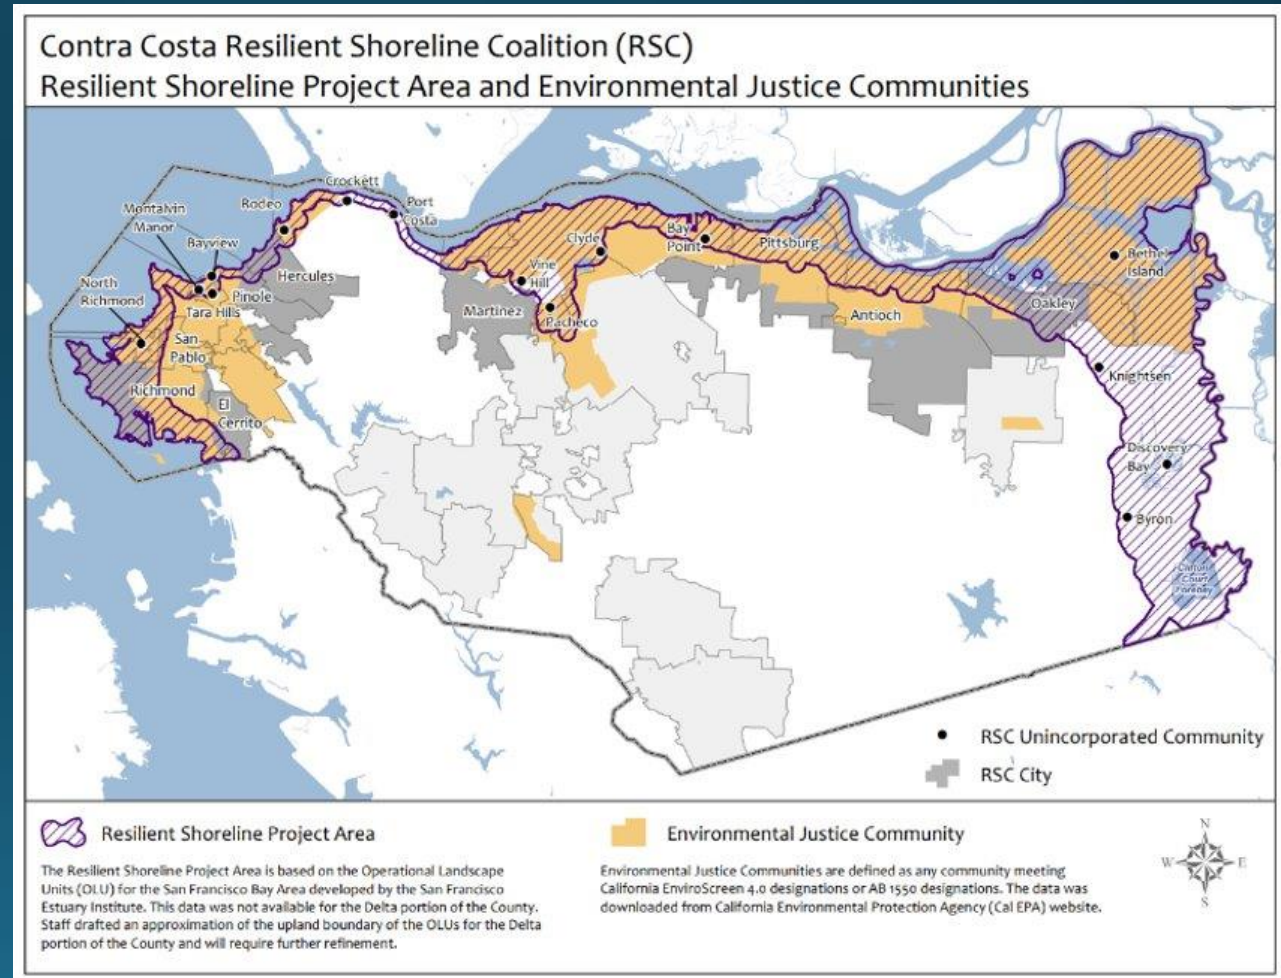 Contra Costa Resilient Shoreline Coalition (RSC)
Resilient Shoreline Project Area and Environmental Justice Communities
Crockett
Port
Costa
Rodeo
Montalvin
Manor
Bayview
Hercules
North
Richmond
Pinole
Tara Hills
San
Pablo
Richmond
El
Cerrito
Martinez
Vine
Hill
Pacheco
Clyde
Bay
Point
Pittsburg
Antioch
Oakley
Bethel
Island
Knightsen
Discovery
Bay
Byron
Clifton
Court
Forebay
RSC Unincorporated Community
RSC City
Resilient Shoreline Project Area
The Resilient Shoreline Project Area is based on the Operational Landscape
Units (OLU) for the San Francisco Bay Area developed by the San Francisco
Estuary Institute. This data was not available for the Delta portion of the County.
Staff drafted an approximation of the upland boundary of the OLUs for the Delta
portion of the County and will require further refinement.
Environmental Justice Community
Environmental Justice Communities are defined as any community meeting
California EnviroScreen 4.0 designations or AB 1550 designations. The data was
downloaded from California Environmental Protection Agency (Cal EPA) website.
N
W E
S